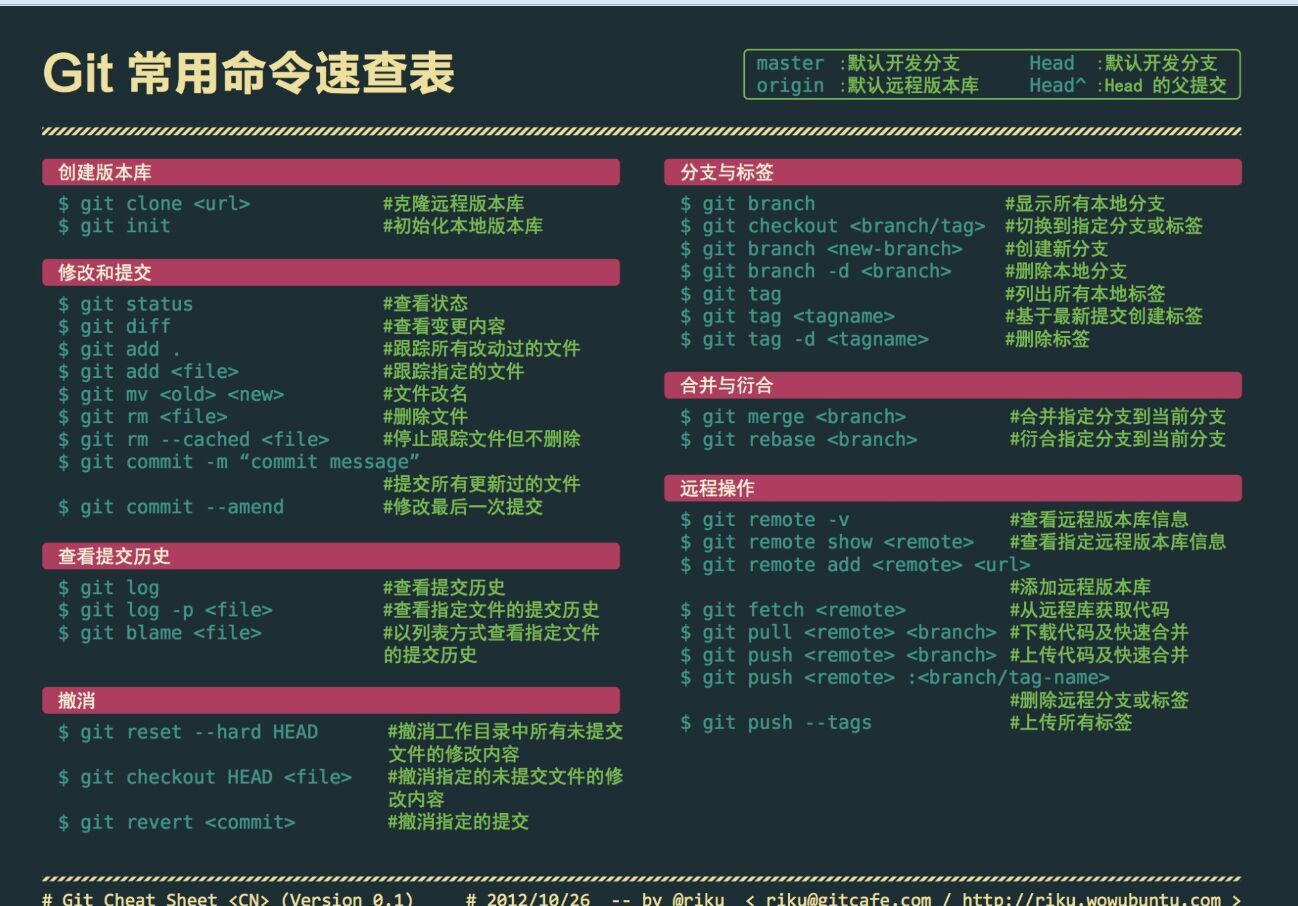 Git 常用命令速查表
master :默认开发分支 Head :默认开发分支
origin :默认远程版本库 Head^ :Head 的父提交
创建版本库
$ git clone <url> #克隆远程版本库
$ git init #初始化本地版本库
修改和提交
$ git status #查看状态
$ git diff #查看变更内容
$ git add . #跟踪所有改动过的文件
$ git add <file> #跟踪指定的文件
$ git mv <old> <new> #文件改名
$ git rm <file> #删除文件
$ git rm --cached <file> #停止跟踪文件但不删除
$ git commit -m “commit message”
#提交所有更新过的文件
$ git commit --amend #修改最后一次提交
查看提交历史
$ git log #查看提交历史
$ git log -p <file> #查看指定文件的提交历史
$ git blame <file> #以列表方式查看指定文件
的提交历史
撤消
$ git reset --hard HEAD #撤消工作目录中所有未提交
文件的修改内容
$ git checkout HEAD <file> #撤消指定的未提交文件的修
改内容
$ git revert <commit> #撤消指定的提交
分支与标签
$ git branch #显示所有本地分支
$ git checkout <branch/tag> #切换到指定分支或标签
$ git branch <new-branch> #创建新分支
$ git branch -d <branch> #删除本地分支
$ git tag #列出所有本地标签
$ git tag <tagname> #基于最新提交创建标签
$ git tag -d <tagname> #删除标签
合并与衍合
$ git merge <branch> #合并指定分支到当前分支
$ git rebase <branch> #衍合指定分支到当前分支
远程操作
$ git remote -v #查看远程版本库信息
$ git remote show <remote> #查看指定远程版本库信息
$ git remote add <remote> <url>
#添加远程版本库
$ git fetch <remote> #从远程库获取代码
$ git pull <remote> <branch> #下载代码及快速合并
$ git push <remote> <branch> #上传代码及快速合并
$ git push <remote> :<branch/tag-name>
#删除远程分支或标签
$ git push --tags #上传所有标签
# Git Cheat Sheet <CN> (Version 0.1) # 2012/10/26 -- by @riku < riku@gitcafe.com / http://riku.wowubuntu.com >